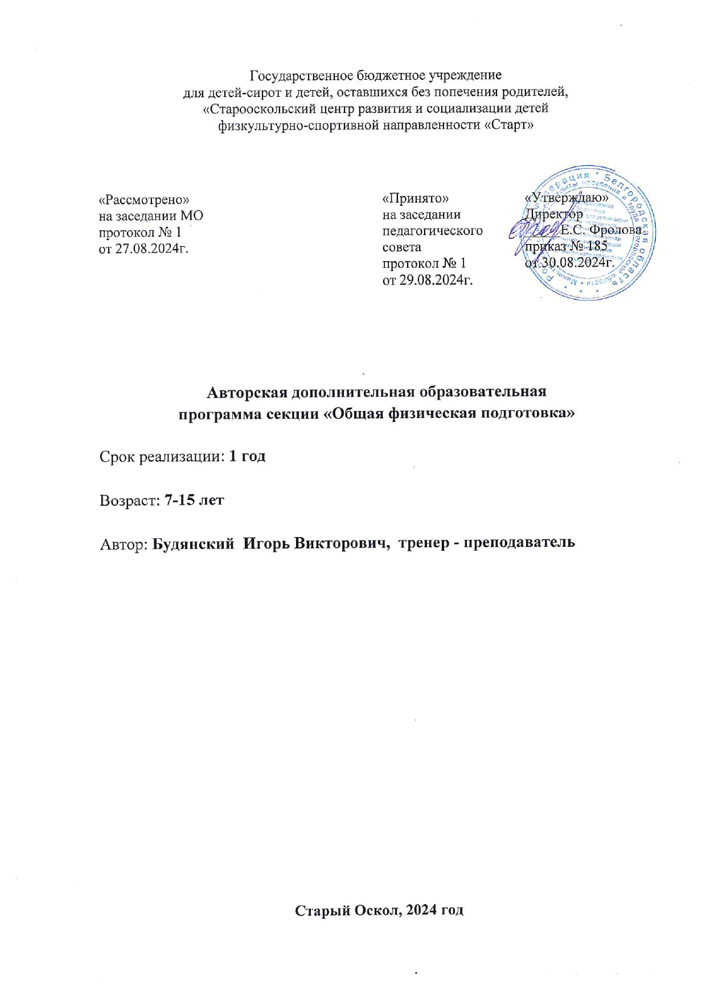 Государственное бюджетное учреждение
для детей-сирот и детей, оставшихся без попечения родителей,
«Старооскольский центр развития и социализации детей
физкультурно-спортивной направленности «Старт»
«Рассмотрено»
на заседании МО
протокол № 1
от 27.08.2024г.
«Принято»
на заседании
педагогического
совета
протокол № 1
от 29.08.2024г.
«Утверждаю»
Директор
_____Е.С. Фролова
приказ № 185
от 30.08.2024г.
Белгородская область
Авторская дополнительная образовательная
программа секции «Общая физическая подготовка»
Срок реализации: 1 год
Возраст: 7-15 лет
Автор: Будянский  Игорь Викторович,  тренер - преподаватель
Старый Оскол, 2024 год